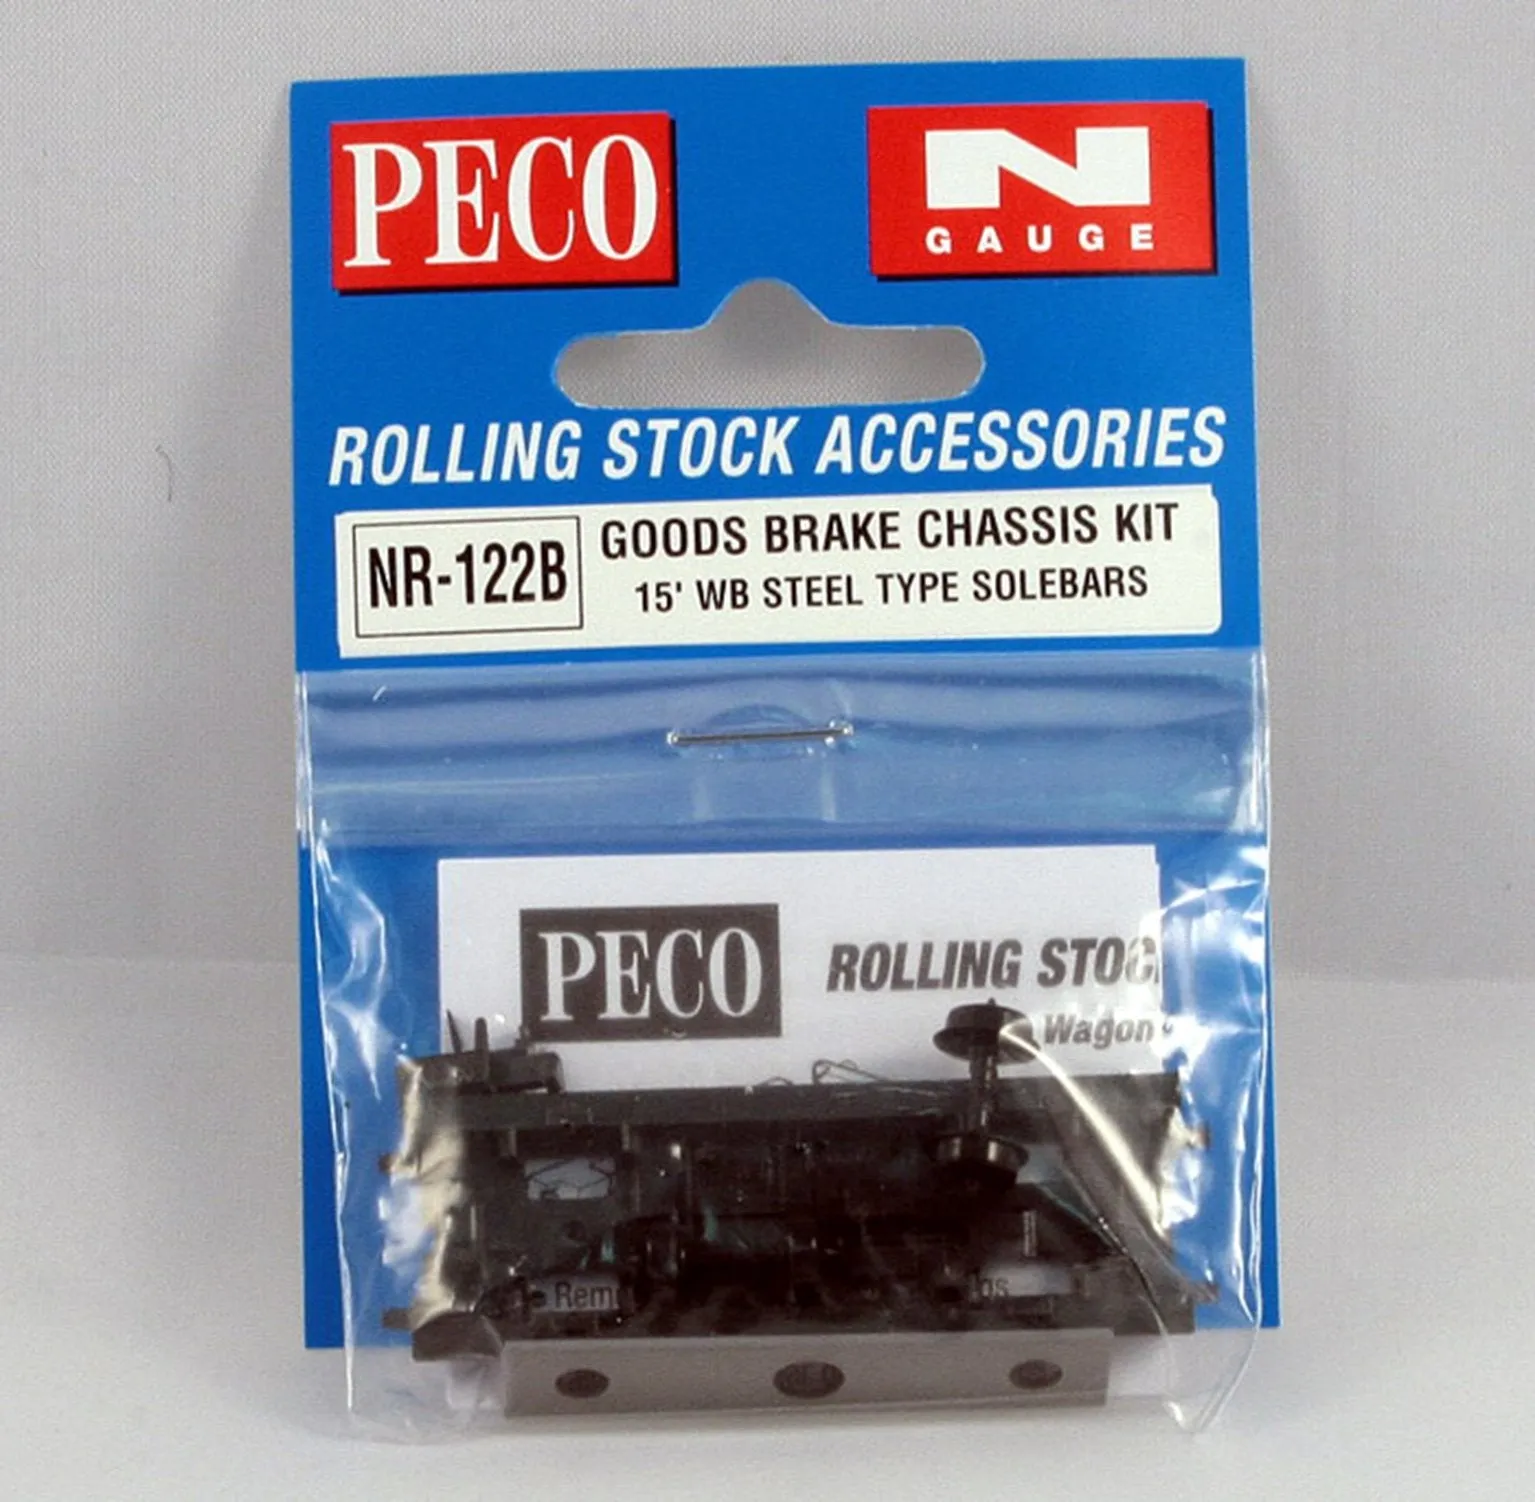 PECO
N
GAUGE
ROLLING STOCK ACCESSORIES
NR-122B
GOODS BRAKE CHASSIS KIT
15' WB STEEL TYPE SOLEBARS
PECO
ROLLING STOC
Wagon
Rem